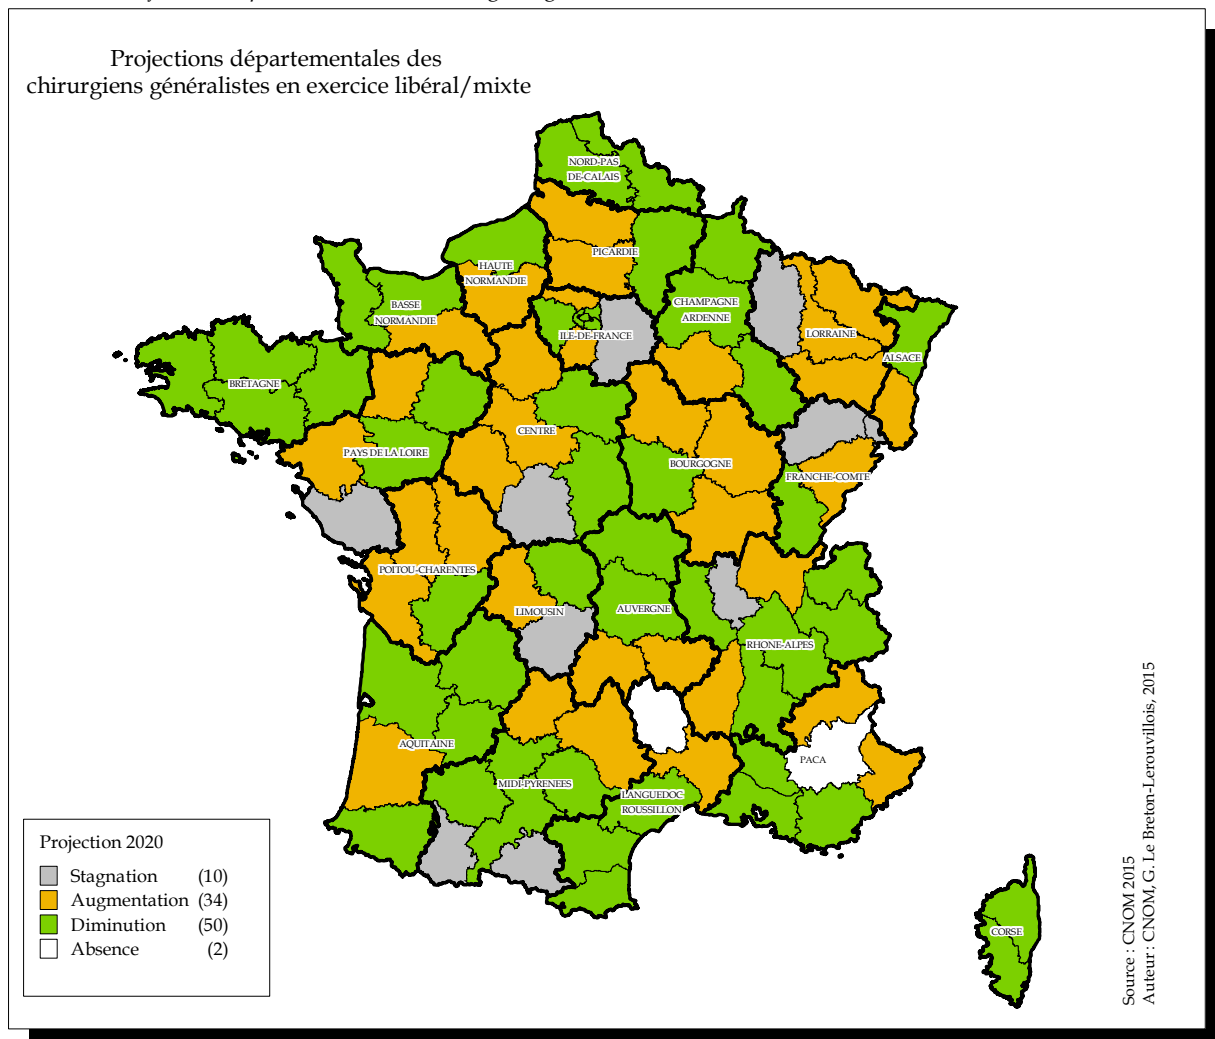 Projections départementales des
chirurgiens généralistes en exercice libéral/mixte
NORD-PAS
DE-CALAIS
PICARDIE
HAUTE
NORMANDIE
BASSE
NORMANDIE
CHAMPAGNE
ARDENNE
ILE-DE-FRANCE
LORRAINE
ALSACE
BRETAGNE
CENTRE
PAYS DE LA LOIRE
BOURGOGNE
FRANCHE-COMTE
POITOU-CHARENTES
LIMOUSIN
AUVERGNE
RHONE-ALPES
AQUITAINE
PACA
MIDI-PYRENEES
LANGUEDOC-
ROUSSILLON
CORSE
Projection 2020
Stagnation (10)
Augmentation (34)
Diminution (50)
Absence (2)
Source : CNOM 2015
Auteur : CNOM, G. Le Breton-Lerouvillois, 2015